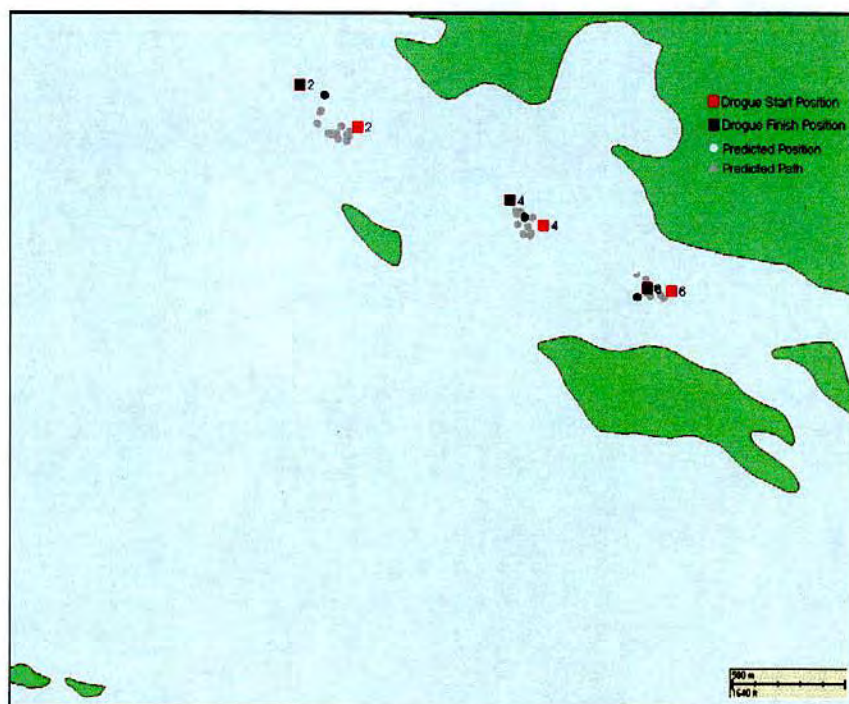 2
2
Drogue Start Position
Drogue Finish Position
Predicted Position
Predicted Path
4
4
6
6
500 m
1640 ft